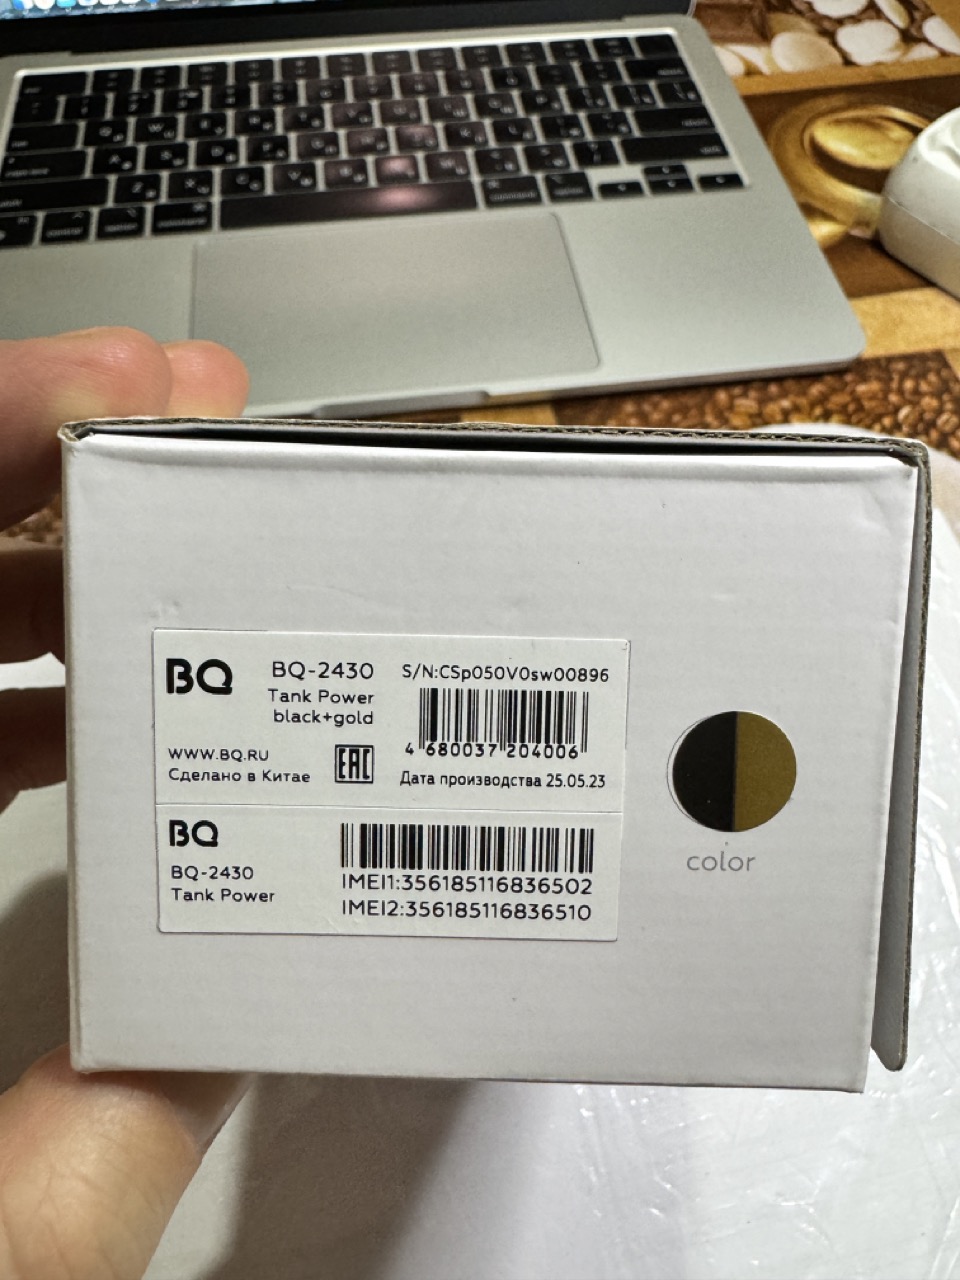 BQ
BQ-2430
Tank Power
black+gold
S/N:CSp050V0sw00896
4 680037 204006
WWW.BQ.RU
Сделано в Китае
EAC
Дата производства 25.05.23
BQ
BQ-2430
Tank Power
IMEI1:356185116836502
IMEI2:356185116836510
color